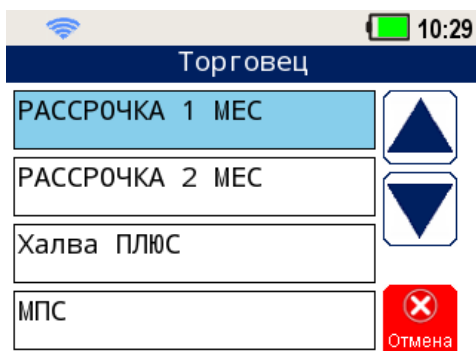 10:29
Торговец
РАССРОЧКА 1 МЕС
РАССРОЧКА 2 МЕС
Халва ПЛЮС
МПС
Отмена